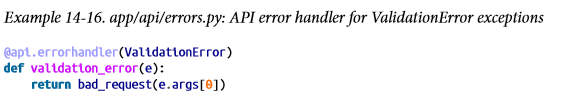 Example 14-16. app/api/errors.py: API error handler for ValidationError exceptions
@api.errorhandler(ValidationError)
def validation_error(e):
    return bad_request(e.args[0])